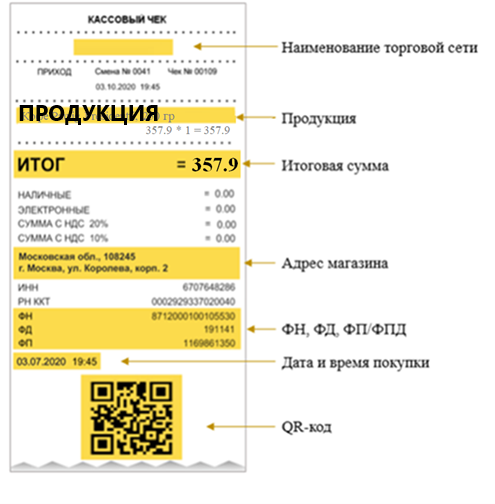 КАССОВЫЙ ЧЕК
Наименование торговой сети
ПРИХОД Смена № 0041 Чек № 00109
03.10.2020 19:45
ПРОДУКЦИЯ гр
Продукция
357.9 * 1 = 357.9
ИТОГ = 357.9
Итоговая сумма
НАЛИЧНЫЕ = 0.00
ЭЛЕКТРОННЫЕ = 0.00
СУММА С НДС 20% = 0.00
СУММА С НДС 10% = 0.00
Московская обл., 108245
г. Москва, ул. Королева, корп. 2
Адрес магазина
ИНН 6707648286
РН ККТ 0002929337020040
ФН 8712000100105530
ФД 191141
ФН, ФД, ФП/ФПД
ФП 1169861350
03.07.2020 19:45
Дата и время покупки
QR-код